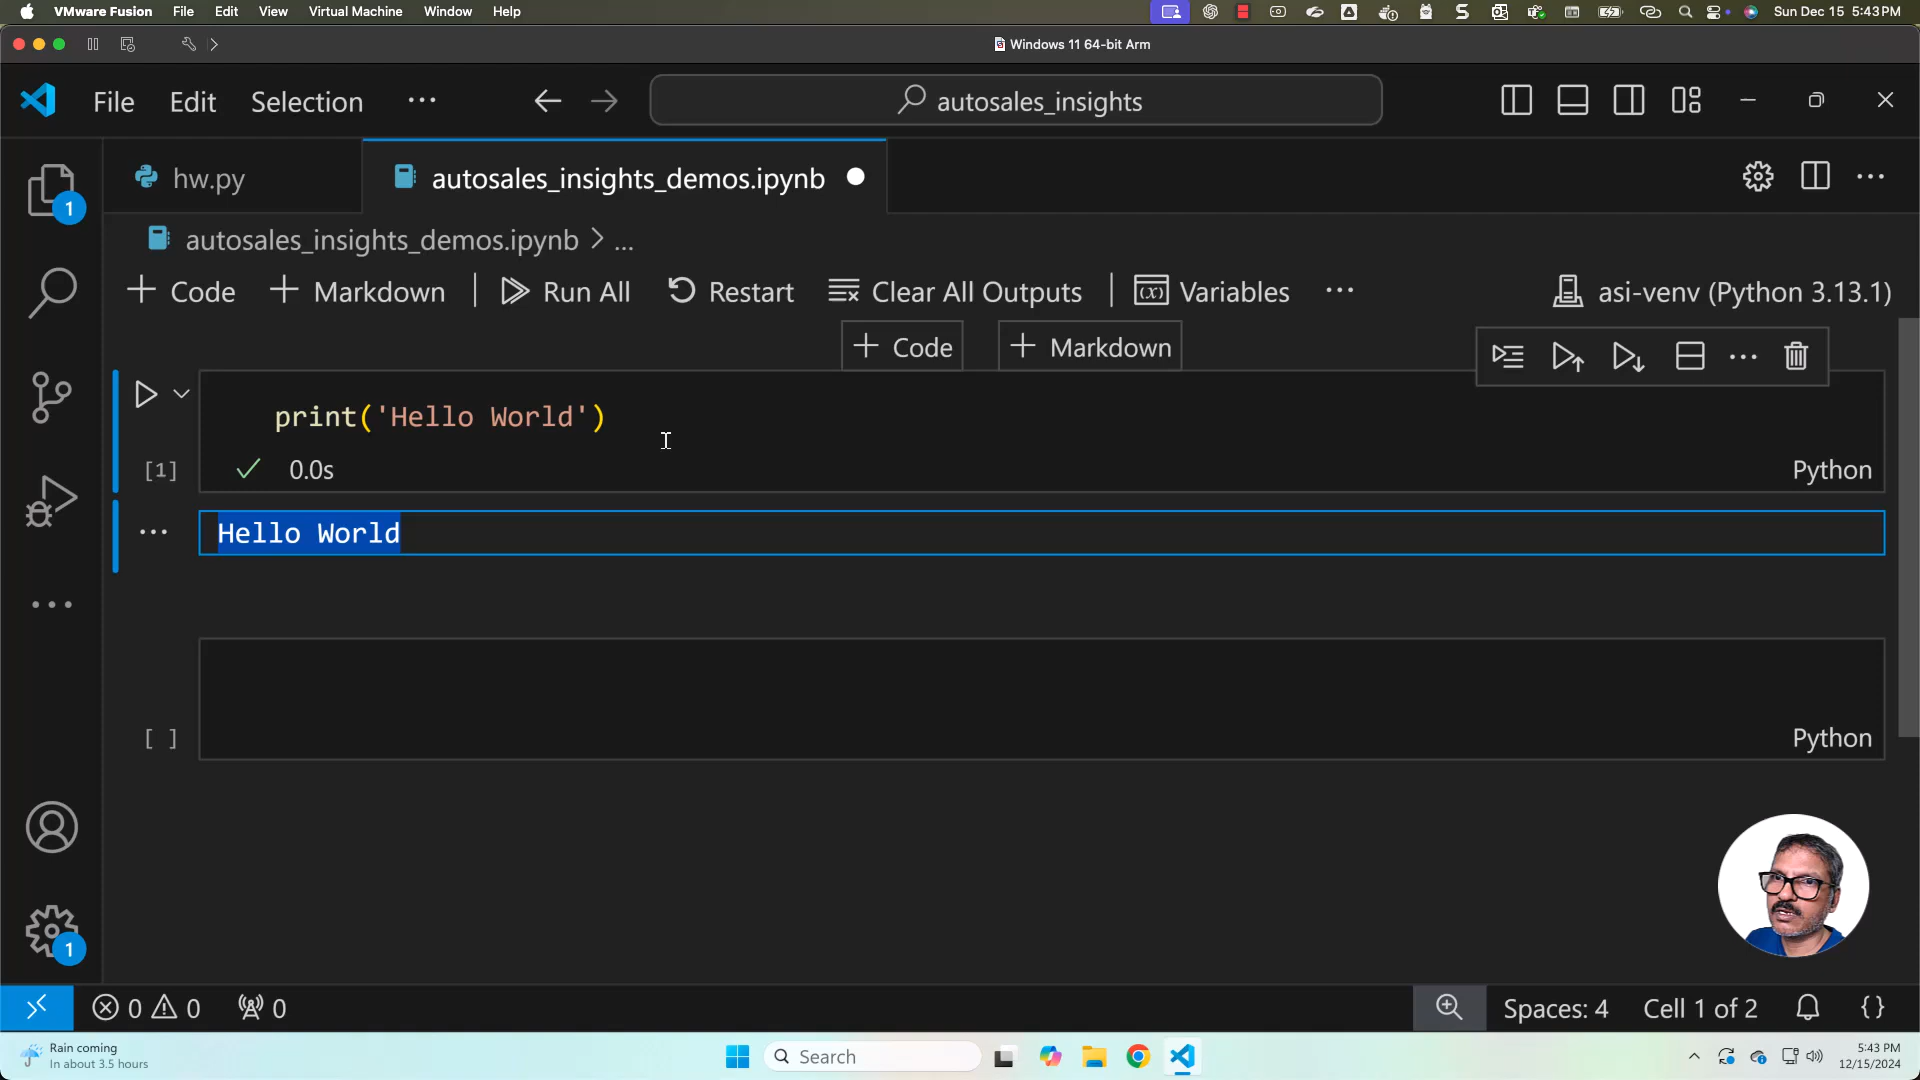 VMware Fusion File Edit View Virtual Machine Window Help Sun Dec 15 5:43 PM
Windows 11 64-bit Arm
File Edit Selection ... autosales_insights
1
hw.py autosales_insights_demos.ipynb
autosales_insights_demos.ipynb > ...
+ Code + Markdown Run All Restart Clear All Outputs Variables ... asi-venv (Python 3.13.1)
+ Code + Markdown
print('Hello World')
[1] 0.0s Python
Hello World
[ ] Python
1
0 0 0 Spaces: 4 Cell 1 of 2 {}
Rain coming
In about 3.5 hours
Search
5:43 PM
12/15/2024